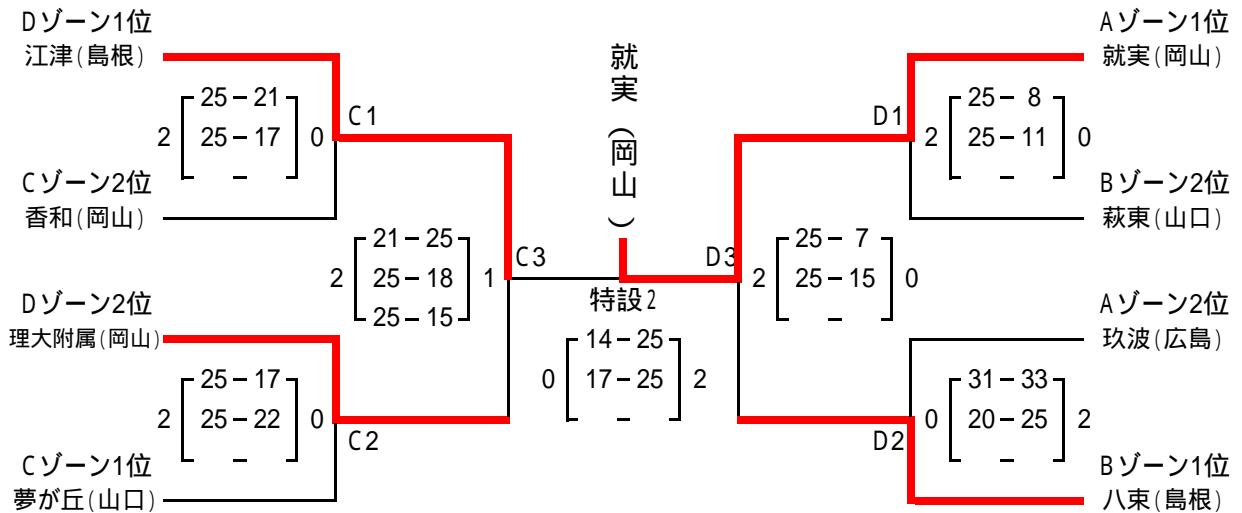 Dゾーン1位
江津(島根)
25－21
2 25－17 0
－
C1
Cゾーン2位
香和(岡山)
21－25
2 25－18 1
25－15
C3
Dゾーン2位
理大附属(岡山)
25－17
2 25－22 0
－
C2
Cゾーン1位
夢が丘(山口)
就実(岡山)
特設2
14－25
0 17－25 2
－
Aゾーン1位
就実(岡山)
D1
25－8
2 25－11 0
－
Bゾーン2位
萩東(山口)
D3
25－7
2 25－15 0
－
Aゾーン2位
玖波(広島)
31－33
0 20－25 2
－
D2
Bゾーン1位
八束(島根)